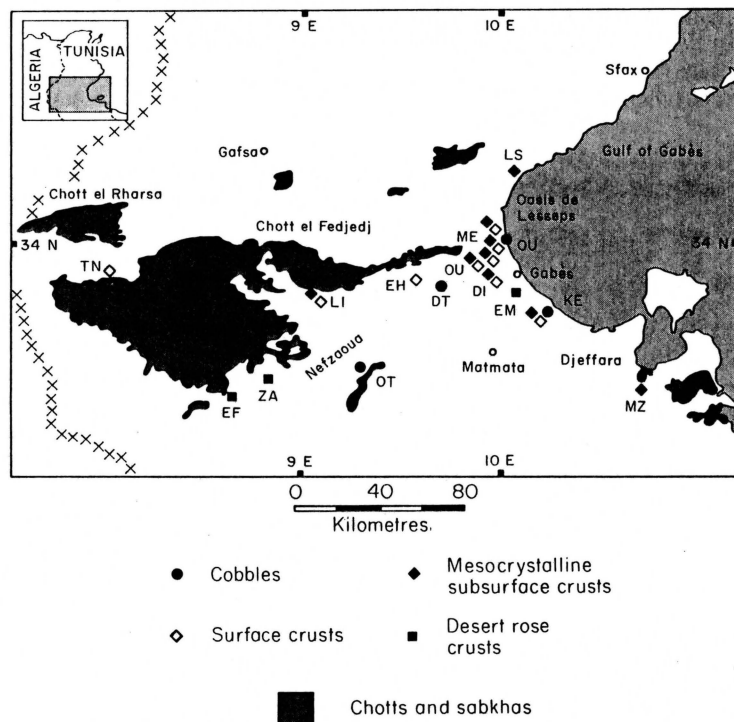 9 E
10 E
ALGERIA
TUNISIA
Sfax
Gafsa
LS
Gulf of Gabès
Chott el Rharsa
Oasis de
Lesseps
Chott el Fedjedj
34 N
ME
OU
34 N
TN
OU
Gabès
LI
EH
DT
DI
EM
KE
Nefzaoua
Matmata
Djeffara
OT
ZA
EF
MZ
9 E
10 E
0 40 80
Kilometres.
Cobbles
Mesocrystalline
subsurface crusts
Surface crusts
Desert rose
crusts
Chotts and sabkhas